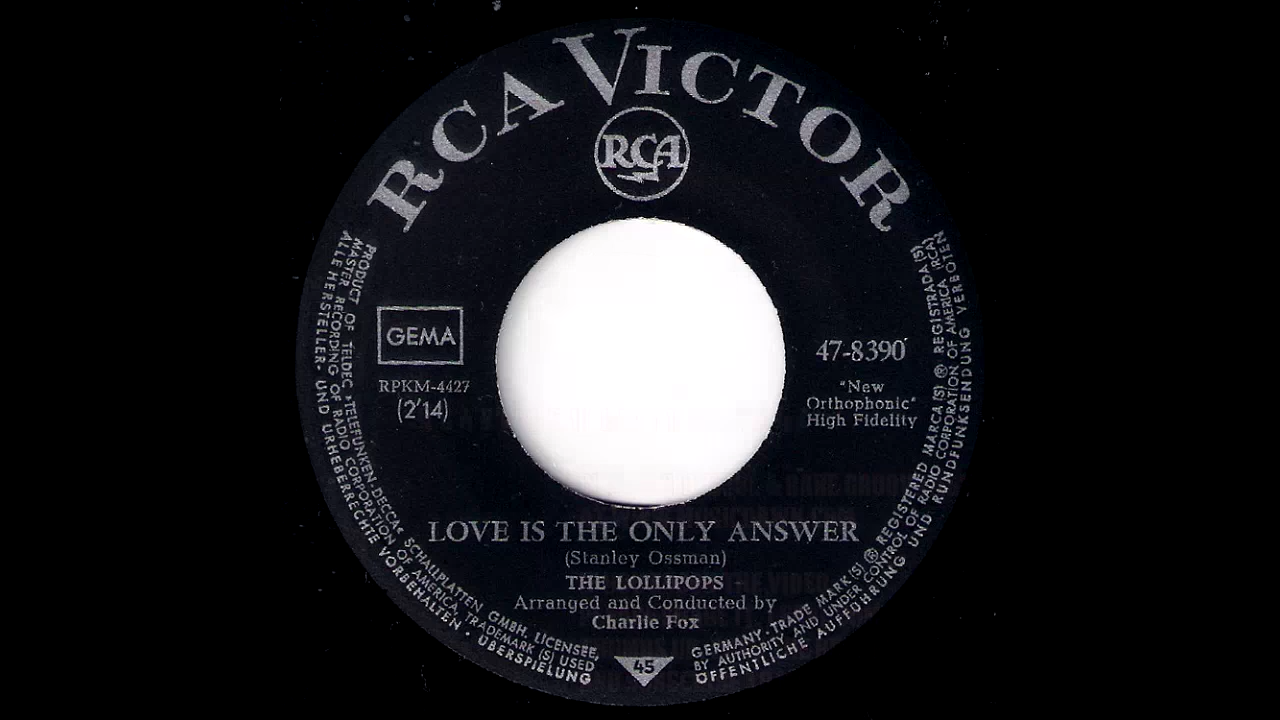 RCA VICTOR
RCA
GEMA
RPKM-4427
(2'14)
47-8390
"New
Orthophonic"
High Fidelity
LOVE IS THE ONLY ANSWER
(Stanley Ossman)
THE LOLLIPOPS
Arranged and Conducted by
Charlie Fox
45
PRODUCT OF TELDEC »TELEFUNKEN-DECCA« SCHALLPLATTEN GMBH. LICENSEE,
MASTER RECORDING OF RADIO CORPORATION OF AMERICA, TRADEMARK (S) USED
ALLE HERSTELLER- UND URHEBERRECHTE VORBEHALTEN · ÜBERSPIELUNG
GERMANY · TRADE MARK(S) ® REGISTERED MARCA(S) ® REGISTRADA(S)
BY AUTHORITY AND UNDER CONTROL OF RADIO CORPORATION OF AMERICA (RCA)
ÖFFENTLICHE AUFFÜHRUNG UND RUNDFUNKSENDUNG VERBOTEN